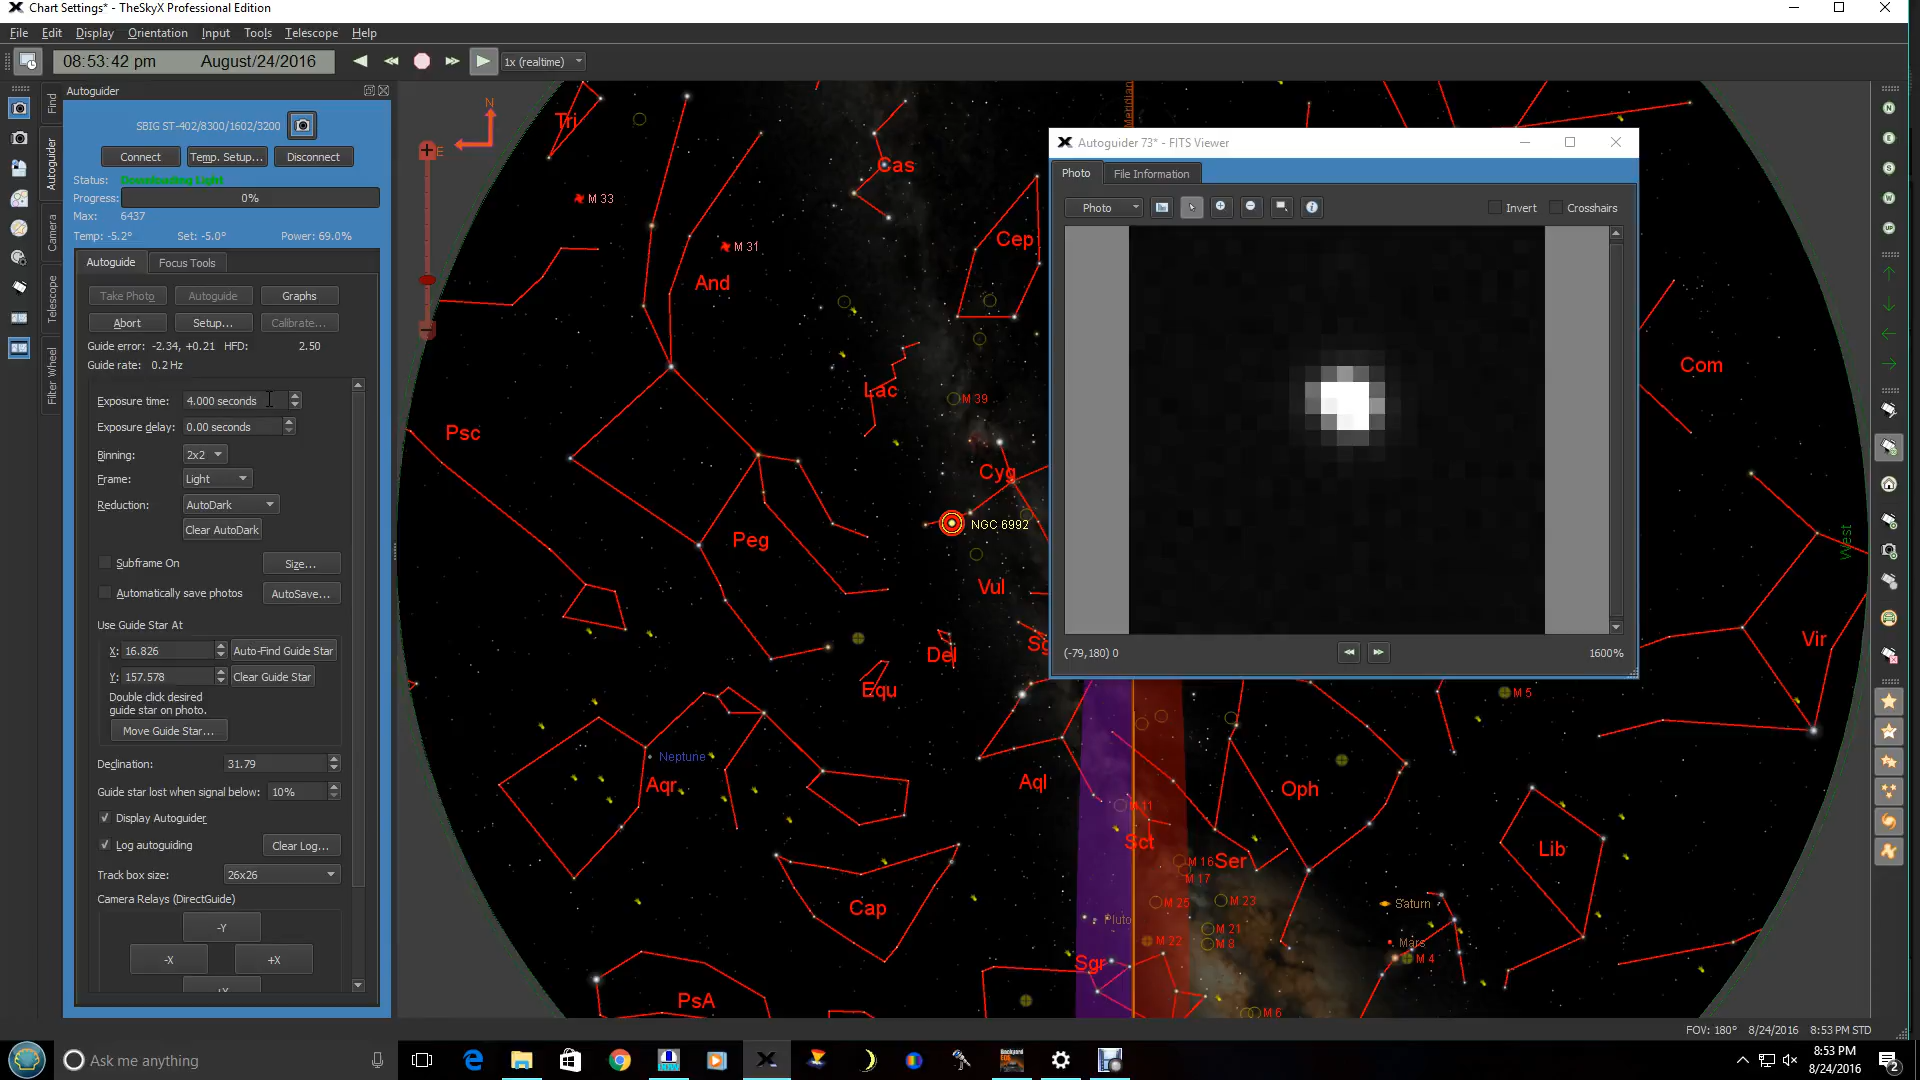 Chart Settings* - TheSkyX Professional Edition
File Edit Display Orientation Input Tools Telescope Help
08:53:42 pm August/24/2016
1x (realtime)
Autoguider
SBIG ST-402/8300/1602/3200
Connect Temp. Setup... Disconnect
Status: Downloading Light
Progress: 0%
Max: 6437
Temp: -5.2° Set: -5.0° Power: 69.0%
Autoguide Focus Tools
Take Photo Autoguide Graphs
Abort Setup... Calibrate...
Guide error: -2.34, +0.21 HFD: 2.50
Guide rate: 0.2 Hz
Exposure time: 4.000 seconds
Exposure delay: 0.00 seconds
Binning: 2x2
Frame: Light
Reduction: AutoDark
Clear AutoDark
Subframe On Size...
Automatically save photos AutoSave...
Use Guide Star At
X: 16.826 Auto-Find Guide Star
Y: 157.578 Clear Guide Star
Double click desired
guide star on photo.
Move Guide Star...
Declination: 31.79
Guide star lost when signal below: 10%
Display Autoguider
Log autoguiding Clear Log...
Track box size: 26x26
Camera Relays (DirectGuide)
-Y
-X +X
+Y
Find
Autoguider
Camera
Telescope
Filter Wheel
N
E
Meridian
West
Tri
Cas
M 33
M 31
Cep
And
Com
Lac
M 39
Psc
Cyg
NGC 6992
Peg
Vul
Vir
Del
Sg
Equ
M 5
Neptune
Aqr
Aql
Oph
M 11
Sct
Lib
M 16
Ser
M 17
M 25
M 23
Saturn
Cap
Pluto
M 21
M 22
M 8
Mars
M 4
Sgr
PsA
M 6
Autoguider 73* - FITS Viewer
Photo File Information
Photo Invert Crosshairs
(-79,180) 0 1600%
N
E
S
W
UP
FOV: 180° 8/24/2016 8:53 PM STD
Ask me anything
8:53 PM
8/24/2016
2